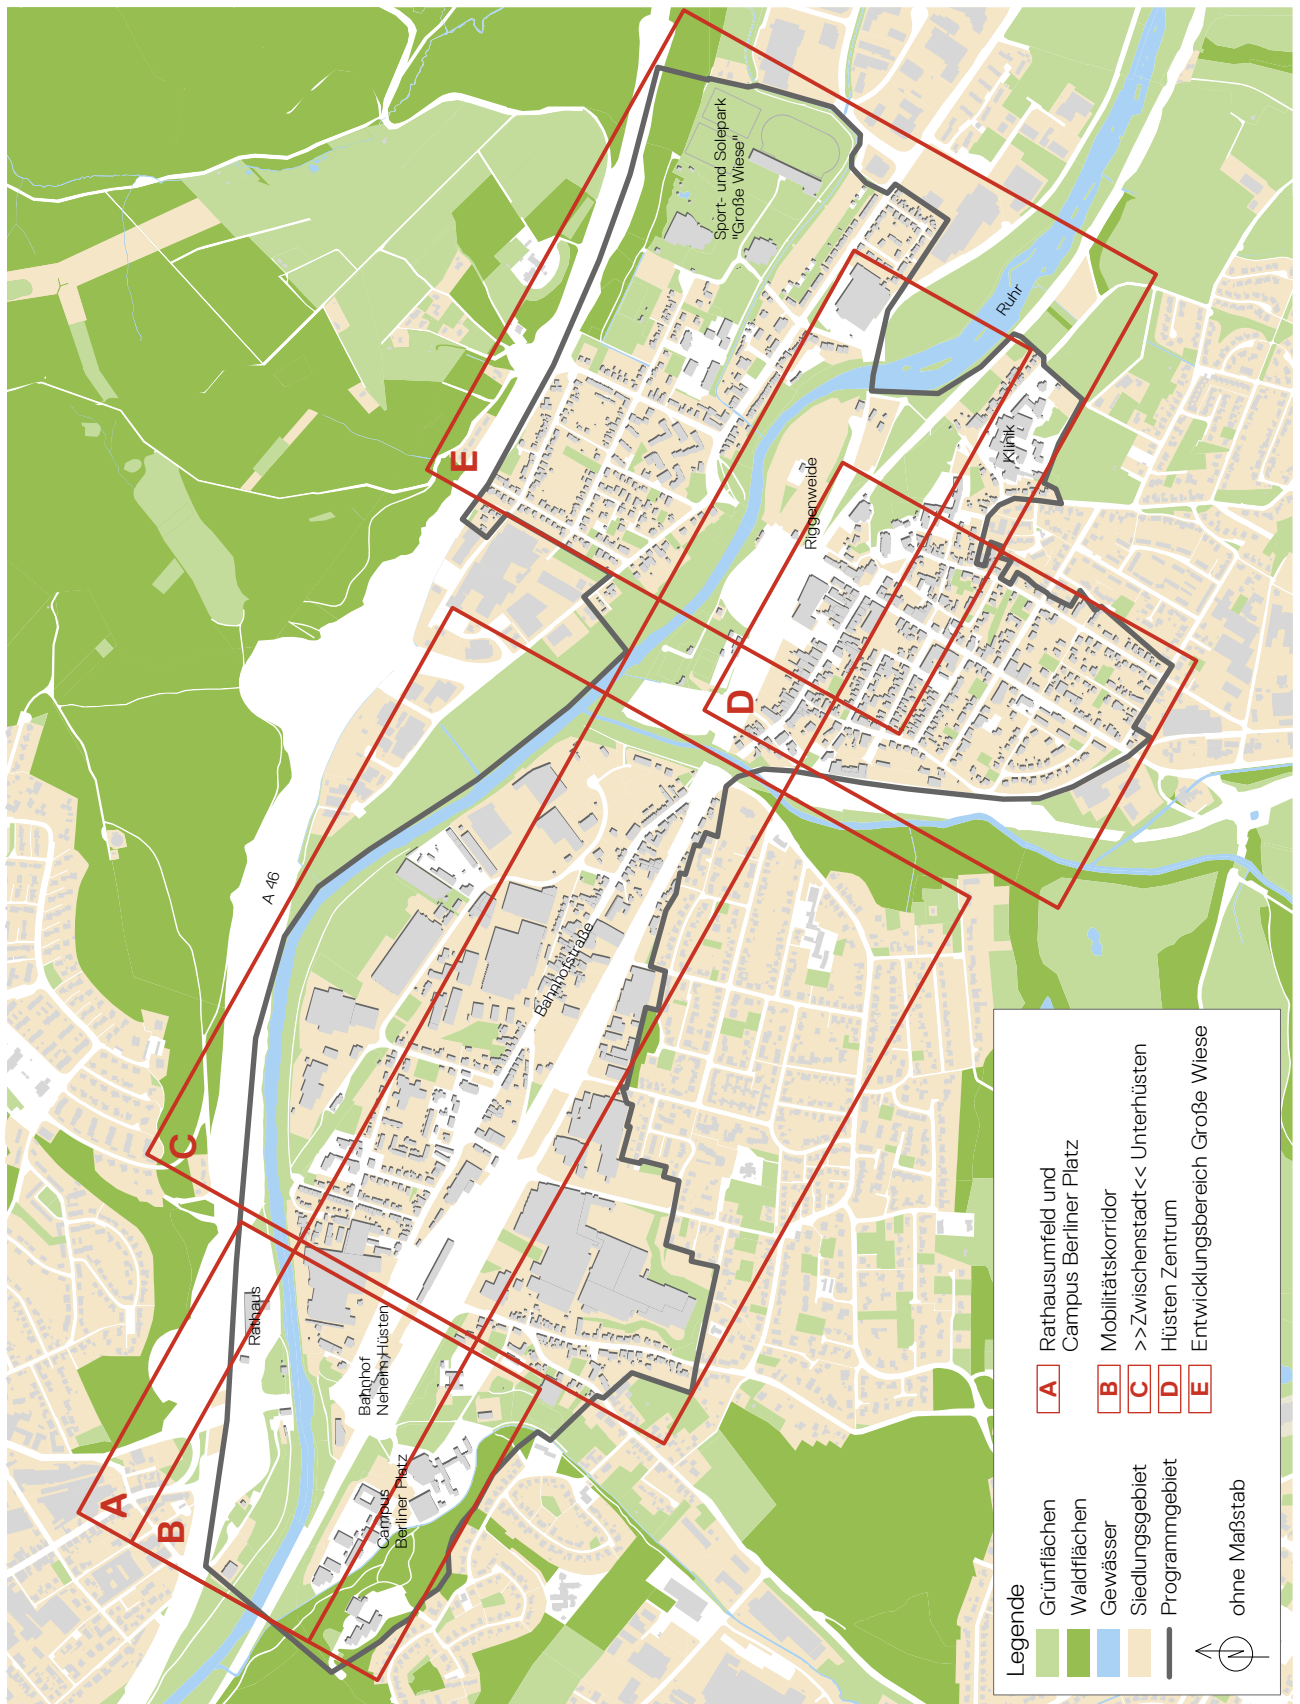 A
B
C
D
E
A 46
Rathaus
Bahnhof
Neheim Hüsten
Campus
Berliner Platz
Bahnhofstraße
Riggenweide
Klinik
Ruhr
Sport- und Solepark
"Große Wiese"
Legende
Grünflächen
Waldflächen
Gewässer
Siedlungsgebiet
Programmgebiet
ohne Maßstab
A Rathausumfeld und
Campus Berliner Platz
B Mobilitätskorridor
C >>Zwischenstadt<< Unterhüsten
D Hüsten Zentrum
E Entwicklungsbereich Große Wiese